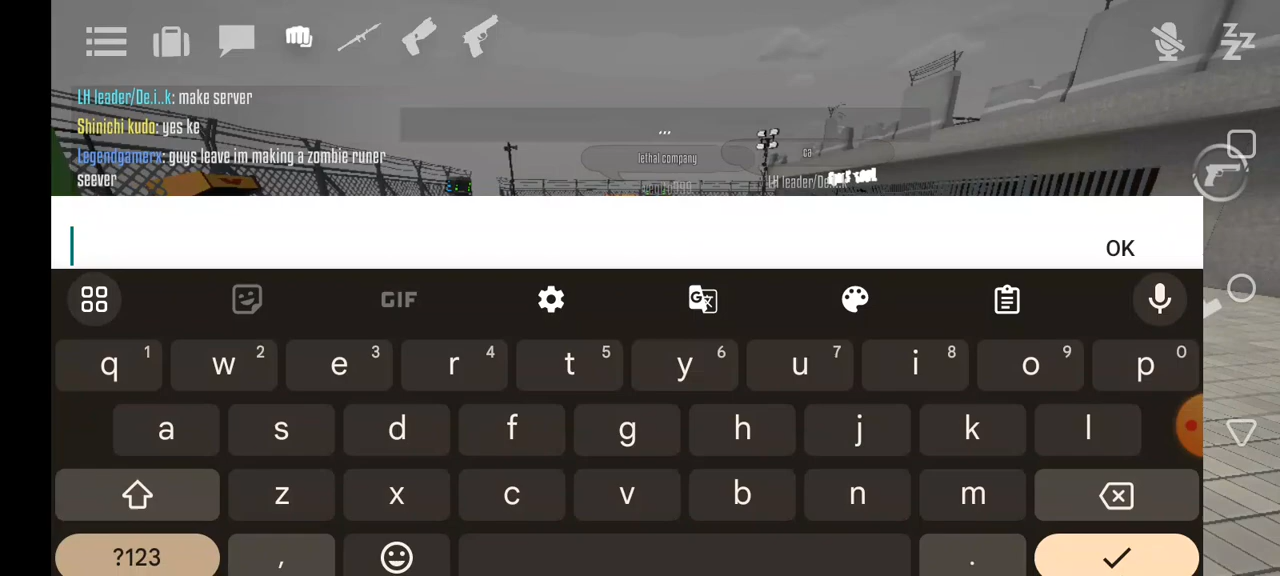 LH leader/De.i..k: make server
...
Shinichi kudo: yes ke
lethal company
ca
Legendgamerx: guys leave im making a zombie runer
seever
LH leader/De.i..k
OK
GIF
q 1 w 2 e 3 r 4 t 5 y 6 u 7 i 8 o 9 p 0
a s d f g h j k l
z x c v b n m
?123 , .